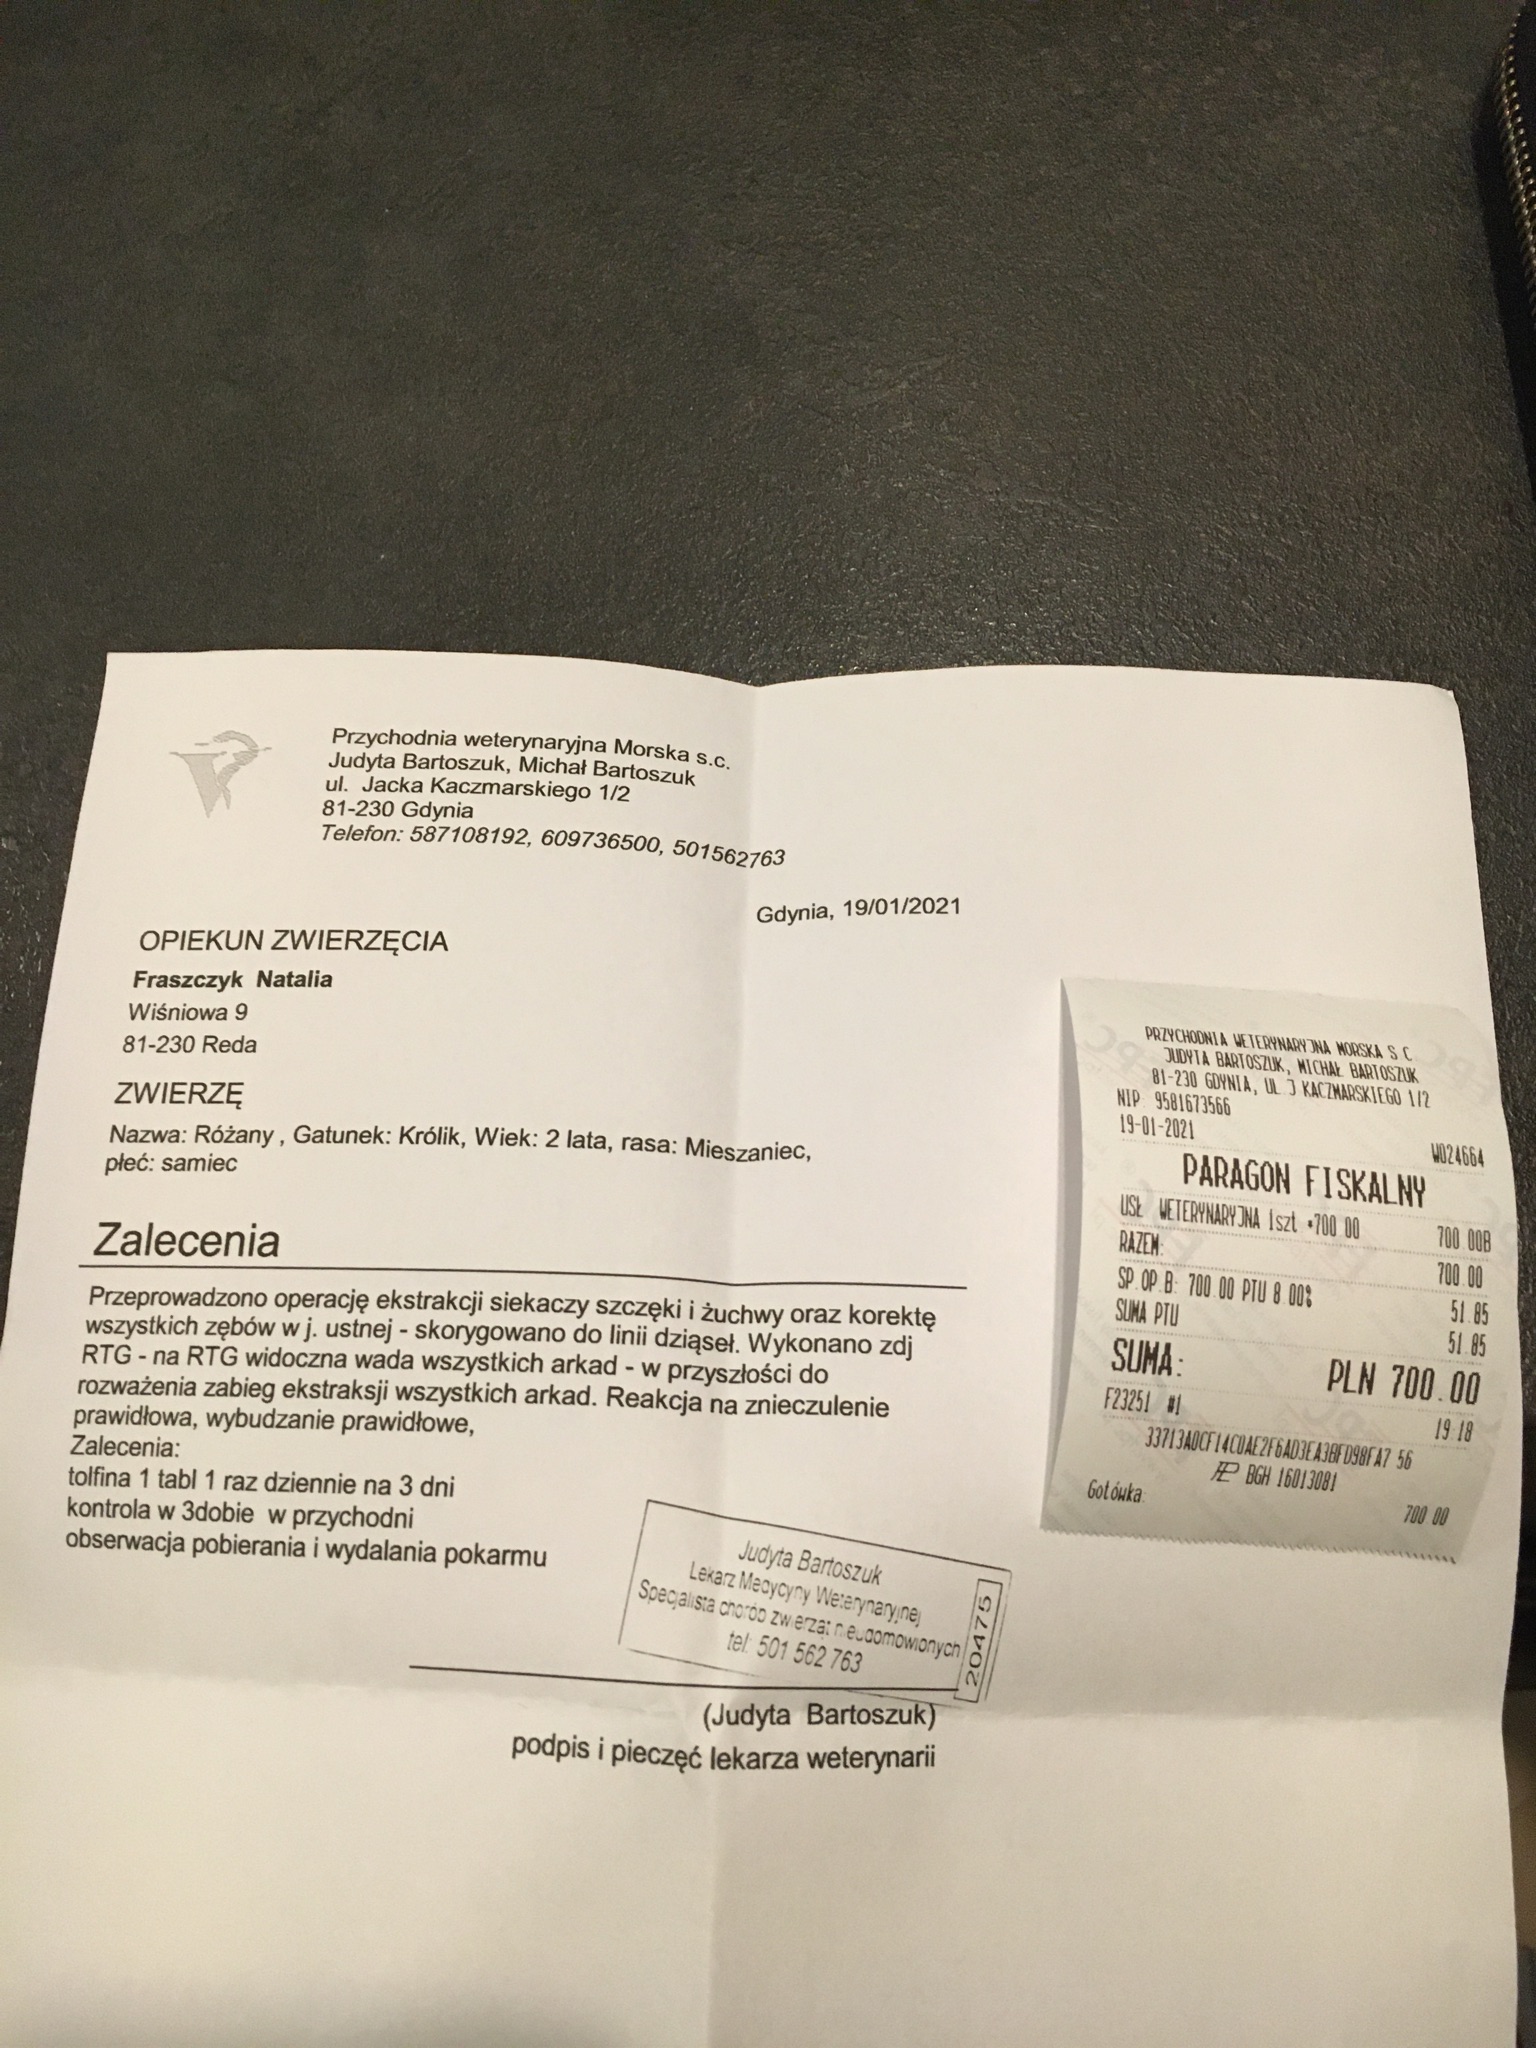 Przychodnia weterynaryjna Morska s.c.
Judyta Bartoszuk, Michał Bartoszuk
ul. Jacka Kaczmarskiego 1/2
81-230 Gdynia
Telefon: 587108192, 609736500, 501562763
Gdynia, 19/01/2021
OPIEKUN ZWIERZĘCIA
Fraszczyk Natalia
Wiśniowa 9
81-230 Reda
ZWIERZĘ
Nazwa: Różany , Gatunek: Królik, Wiek: 2 lata, rasa: Mieszaniec,
płeć: samiec
Zalecenia
Przeprowadzono operację ekstrakcji siekaczy szczęki i żuchwy oraz korektę
wszystkich zębów w j. ustnej - skorygowano do linii dziąseł. Wykonano zdj
RTG - na RTG widoczna wada wszystkich arkad - w przyszłości do
rozważenia zabieg ekstraksji wszystkich arkad. Reakcja na znieczulenie
prawidłowa, wybudzanie prawidłowe,
Zalecenia:
tolfina 1 tabl 1 raz dziennie na 3 dni
kontrola w 3dobie w przychodni
obserwacja pobierania i wydalania pokarmu
Judyta Bartoszuk
Lekarz Medycyny Weterynaryjnej
Specjalista chorób zwierząt nieudomowionych
tel: 501 562 763
20475
(Judyta Bartoszuk)
podpis i pieczęć lekarza weterynarii
PRZYCHODNIA WETERYNARYJNA MORSKA S C
JUDYTA BARTOSZUK, MICHAŁ BARTOSZUK
81-230 GDYNIA, UL. J KACZMARSKIEGO 1/2
NIP 9581673566
19-01-2021
W024664
PARAGON FISKALNY
USŁ WETERYNARYJNA 1szt *700.00 700.00B
RAZEM: 700.00
SP.OP.B: 700.00 PTU 8.00% 51.85
SUMA PTU 51.85
SUMA: PLN 700.00
F23251 #1 19:18
33713A0CF14C0AE2F6AD3EA3BFD98FA7 56
BGH 16013081
Gotówka: 700.00